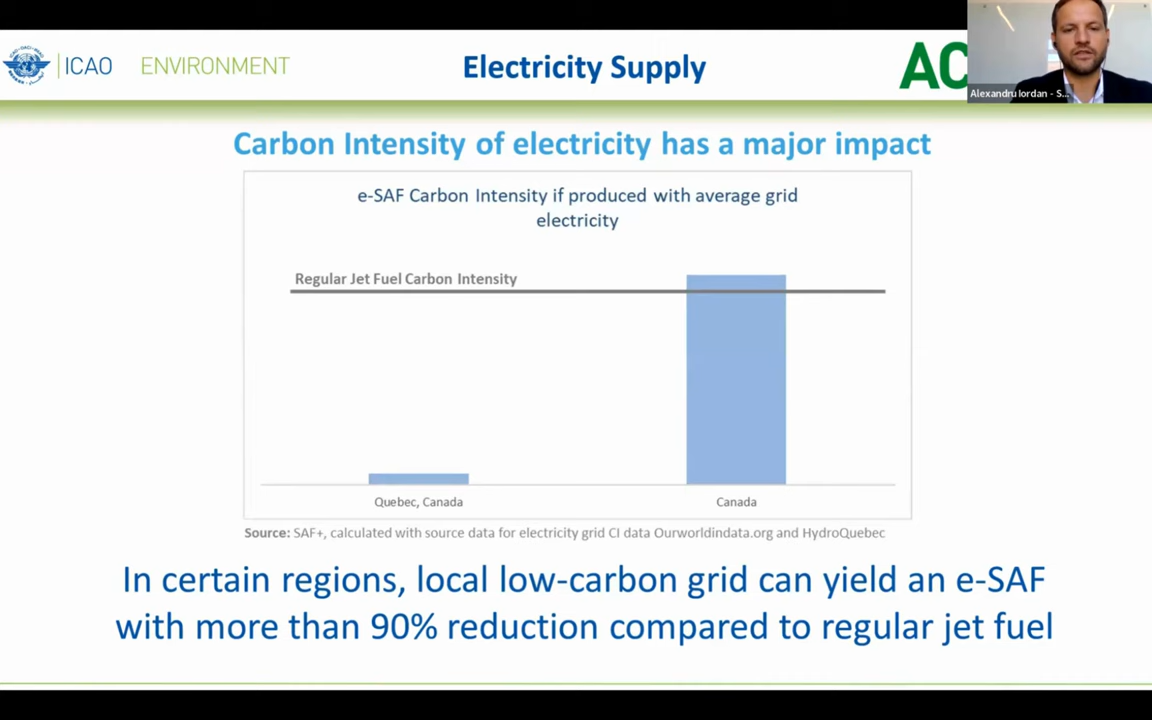 ICAO
ENVIRONMENT
Electricity Supply
AC
Alexandru Iordan - S...
Carbon Intensity of electricity has a major impact
e-SAF Carbon Intensity if produced with average grid
electricity
Regular Jet Fuel Carbon Intensity
Quebec, Canada
Canada
Source: SAF+, calculated with source data for electricity grid CI data Ourworldindata.org and HydroQuebec
In certain regions, local low-carbon grid can yield an e-SAF
with more than 90% reduction compared to regular jet fuel